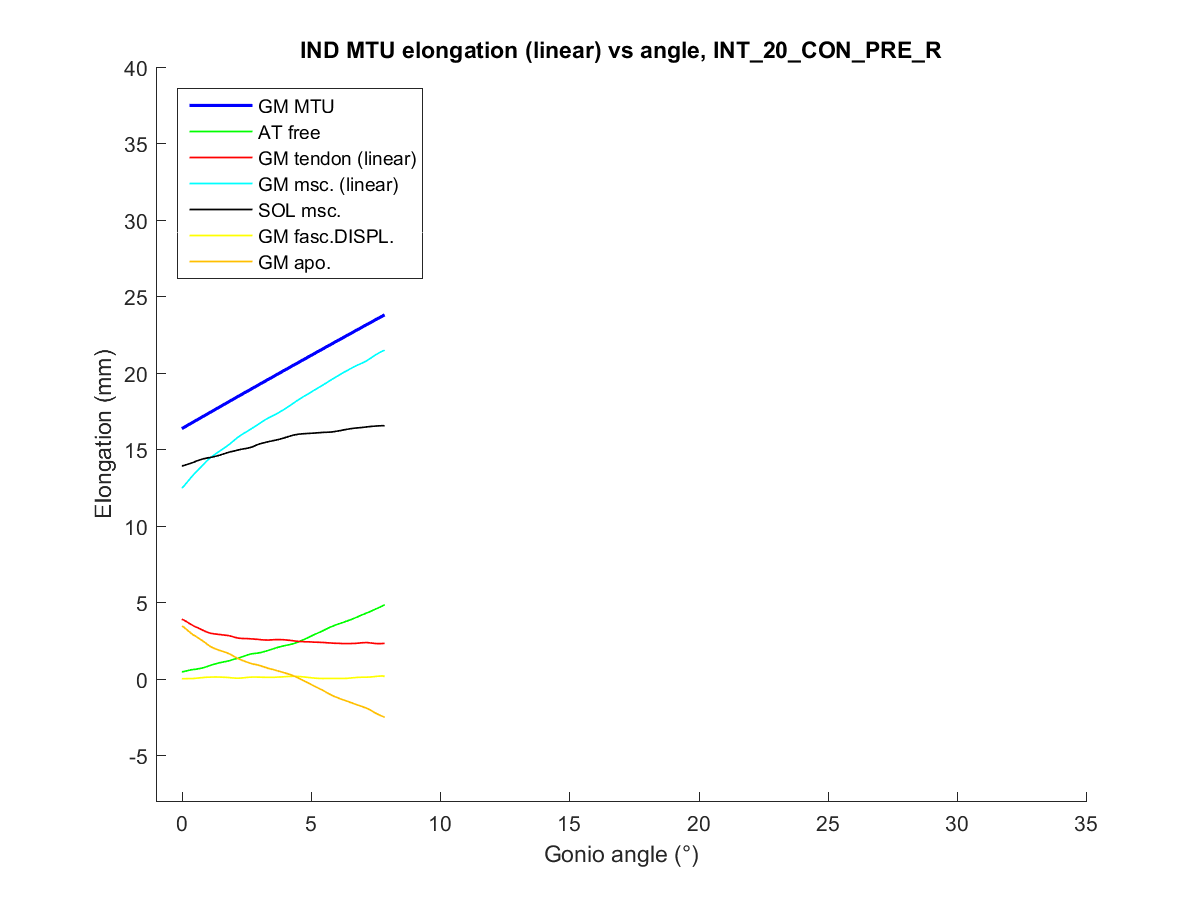 IND MTU elongation (linear) vs angle, INT_20_CON_PRE_R
40
35
30
25
20
15
10
5
0
-5
Elongation (mm)
GM MTU
AT free
GM tendon (linear)
GM msc. (linear)
SOL msc.
GM fasc.DISPL.
GM apo.
0 5 10 15 20 25 30 35
Gonio angle (°)